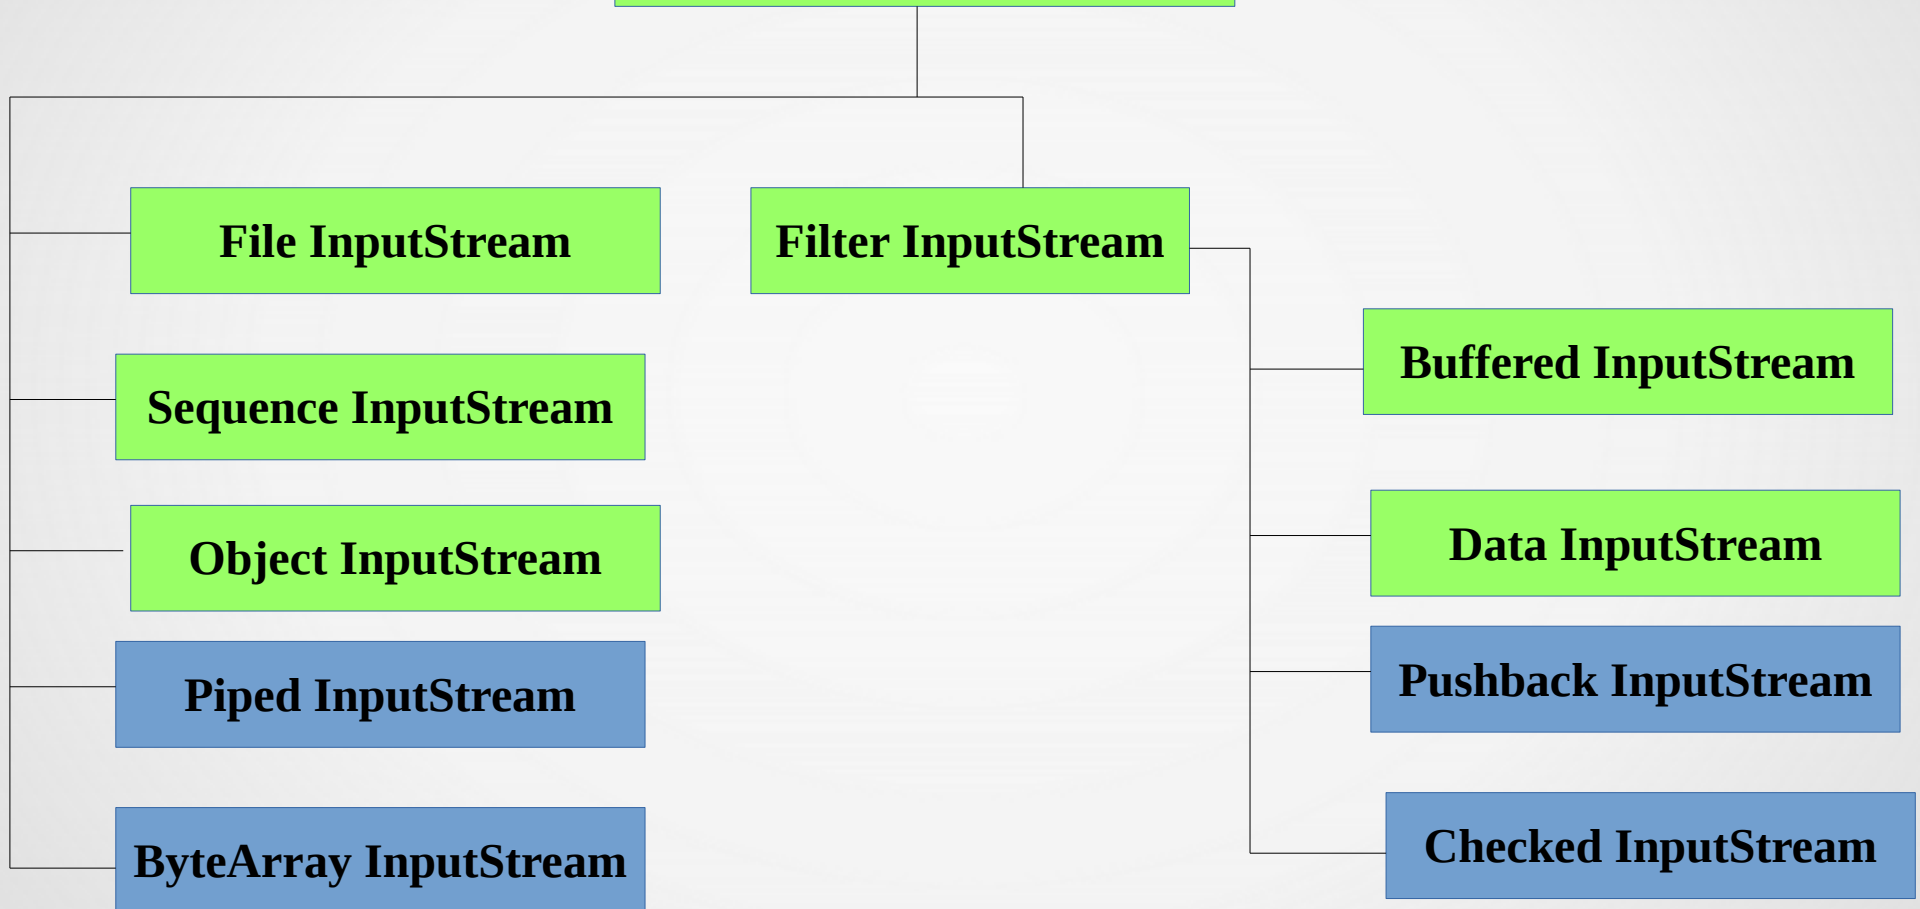 File InputStream
Filter InputStream
Buffered InputStream
Sequence InputStream
Data InputStream
Object InputStream
Pushback InputStream
Piped InputStream
Checked InputStream
ByteArray InputStream